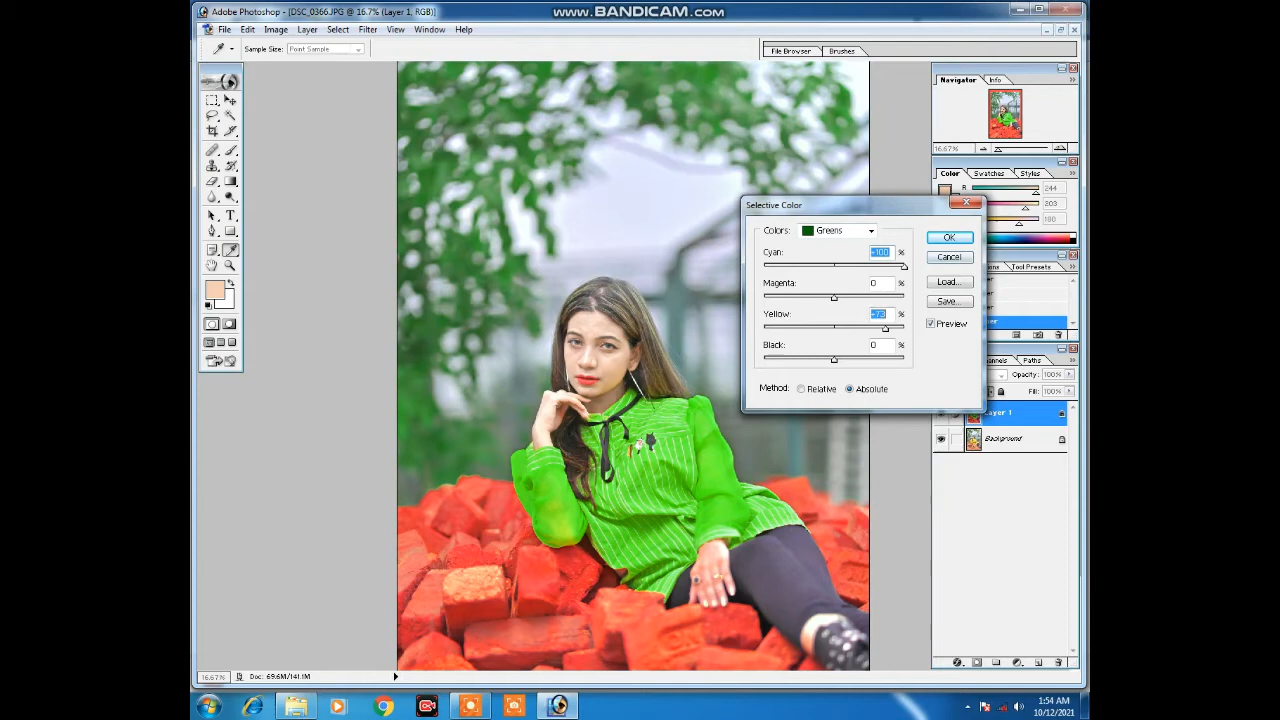 Adobe Photoshop - [DSC_0366.JPG @ 16.7% (Layer 1, RGB)]
www.BANDICAM.com
File Edit Image Layer Select Filter View Window Help
Sample Size: Point Sample
File Browser Brushes
Navigator Info
16.67%
Color Swatches Styles
R 244
203
180
Selective Color
Colors: Greens
OK
Cyan: +100 %
Cancel
Tool Presets
Magenta: 0 %
Load...
Save...
Yellow: %
Preview
Black: 0 %
Paths
Opacity: 100%
Fill: 100%
Method: Relative Absolute
Layer 1
Background
16.67% Doc: 69.6M/141.1M
1:54 AM
10/12/2021